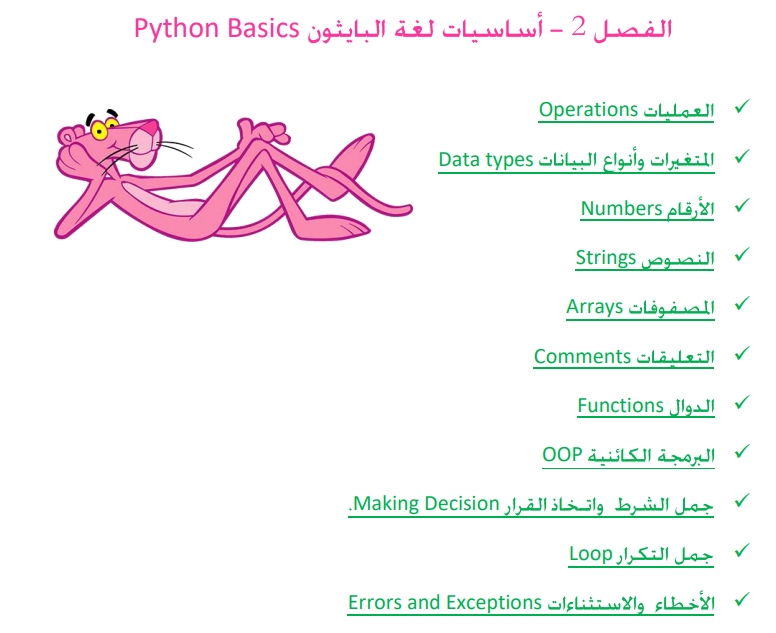 الفصل 2 – أساسيات لغة البايثون Python Basics
✓ العمليات Operations
✓ المتغيرات وأنواع البيانات Data types
✓ الأرقام Numbers
✓ النصوص Strings
✓ المصفوفات Arrays
✓ التعليقات Comments
✓ الدوال Functions
✓ البرمجة الكائنية OOP
✓ جمل الشرط واتخاذ القرار Making Decision.
✓ جمل التكرار Loop
✓ الأخطاء والاستثناءات Errors and Exceptions